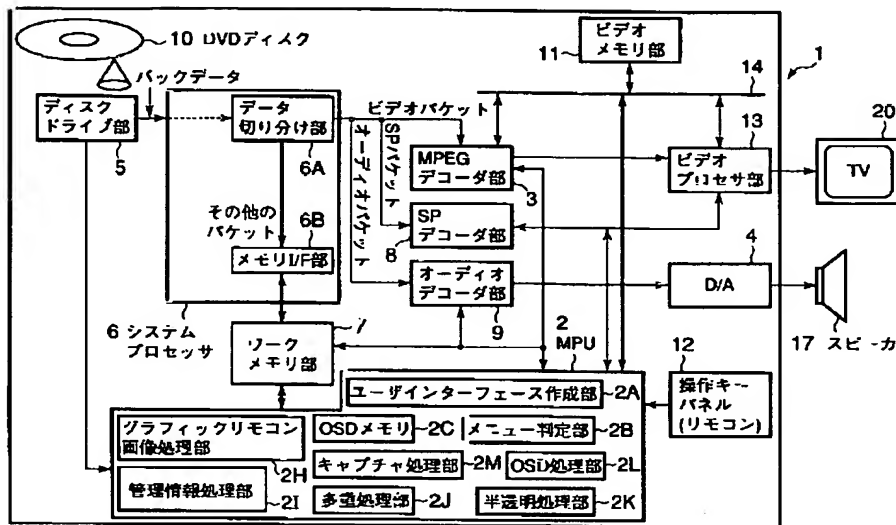 10 DVDディスク
パックデータ
ディスク
ドライブ部
5
データ
切り分け部
6A
その他の
パケット
6B
メモリI/F部
6 システム
プロセッサ
7
ワーク
メモリ部
ビデオパケット
SPパケット
オーディオパケット
MPEG
デコーダ部
3
SP
デコーダ部
8
オーディオ
デコーダ部
9
2
MPU
ビデオ
メモリ部
11
14
1
13
ビデオ
プロセサ部
20
TV
4
D/A
17 スピーカ
12
操作キー
パネル
(リモコン)
ユーザインターフェース作成部
2A
グラフィックリモコン
画像処理部
2H
OSDメモリ
2C
メニュー判定部
2B
キャプチャ処理部
2M
OSD処理部
2L
管理情報処理部
2I
多重処理部
2J
半透明処理部
2K